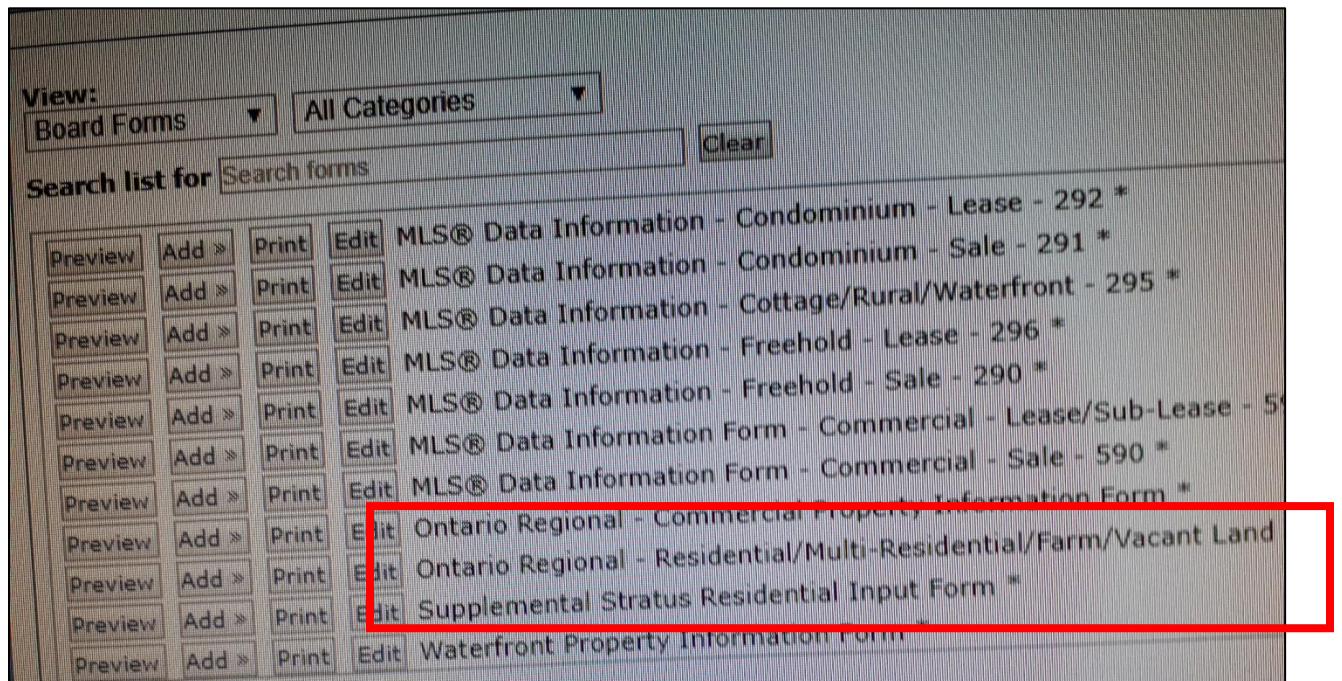 View:
Board Forms ▼ All Categories ▼
Search list for Search forms Clear
Preview Add » Print Edit MLS® Data Information - Condominium - Lease - 292 *
Preview Add » Print Edit MLS® Data Information - Condominium - Sale - 291 *
Preview Add » Print Edit MLS® Data Information - Cottage/Rural/Waterfront - 295 *
Preview Add » Print Edit MLS® Data Information - Freehold - Lease - 296 *
Preview Add » Print Edit MLS® Data Information - Freehold - Sale - 290 *
Preview Add » Print Edit MLS® Data Information Form - Commercial - Lease/Sub-Lease -
Preview Add » Print Edit MLS® Data Information Form - Commercial - Sale - 590 *
Preview Add » Print Edit Ontario Regional - Commercial Property Information Form *
Preview Add » Print Edit Ontario Regional - Residential/Multi-Residential/Farm/Vacant Land
Preview Add » Print Edit Supplemental Stratus Residential Input Form *
Preview Add » Print Edit Waterfront Property Information Form *